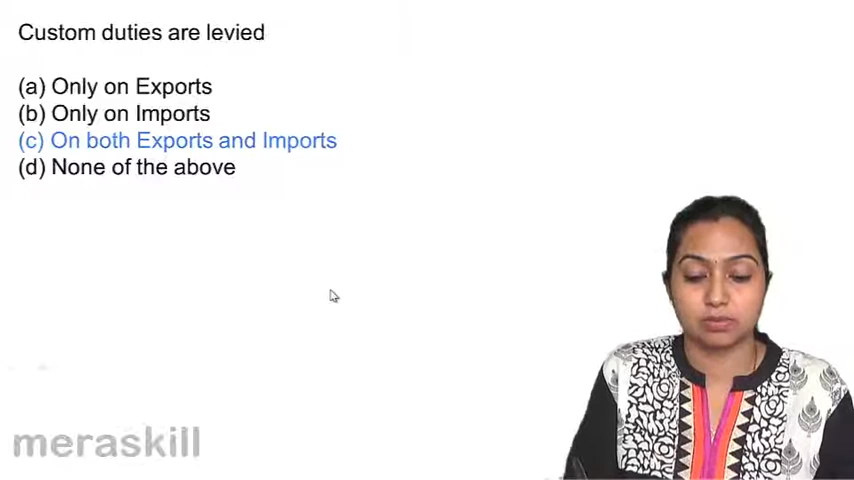 Custom duties are levied
(a) Only on Exports
(b) Only on Imports
(c) On both Exports and Imports
(d) None of the above
meraskill